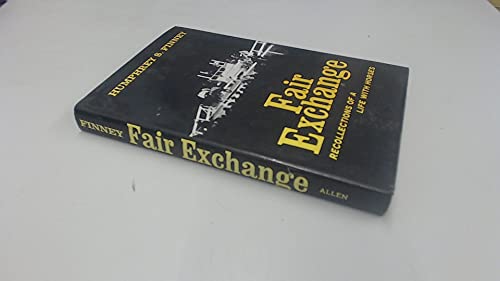 HUMPHREY S. FINNEY
Fair
Exchange
RECOLLECTIONS OF A
LIFE WITH HORSES
FINNEY Fair Exchange ALLEN